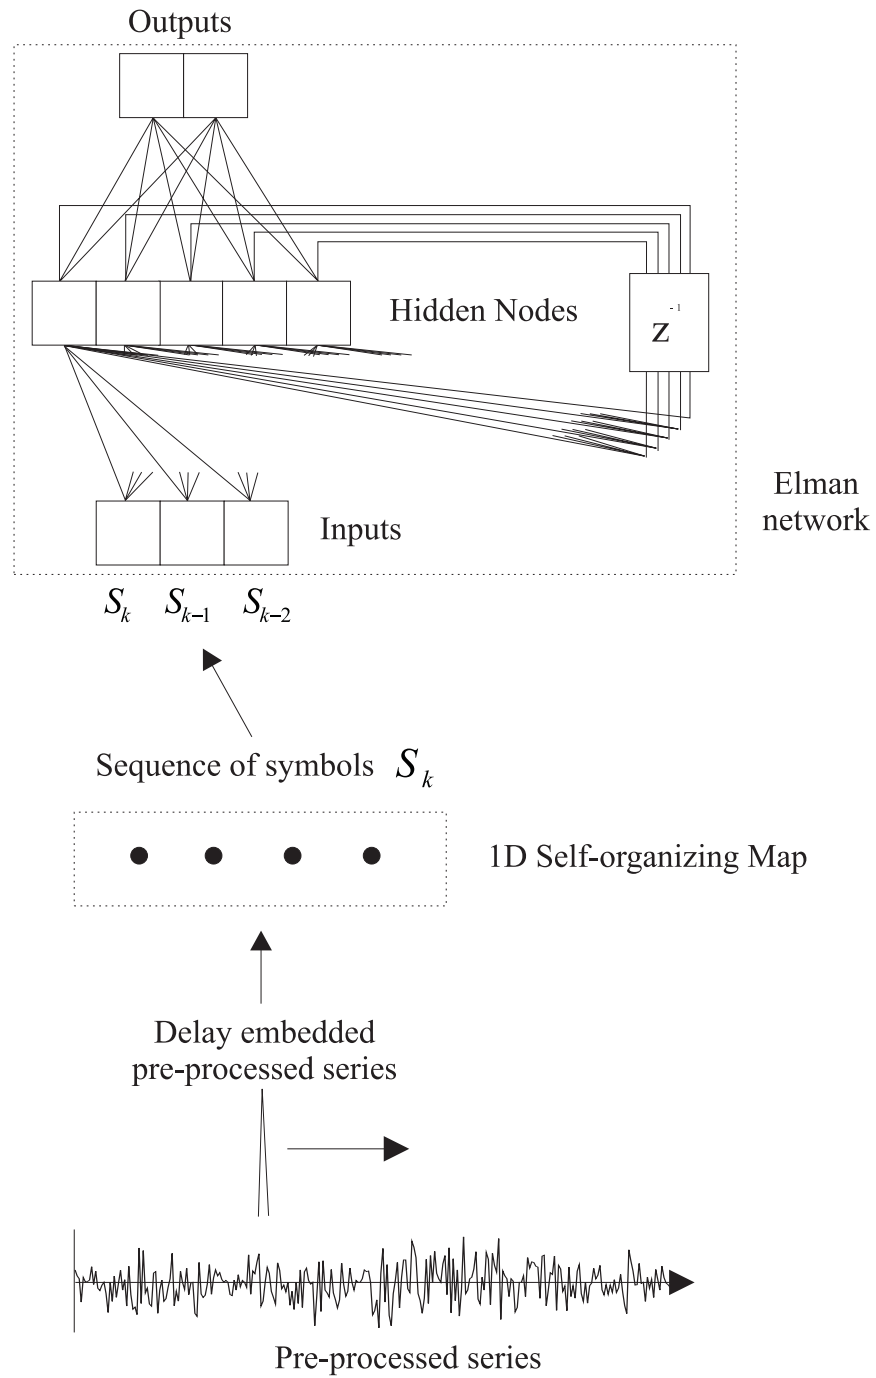 Outputs
Hidden Nodes
z⁻¹
Elman
network
Inputs
Sₖ Sₖ₋₁ Sₖ₋₂
Sequence of symbols Sₖ
1D Self-organizing Map
Delay embedded
pre-processed series
Pre-processed series